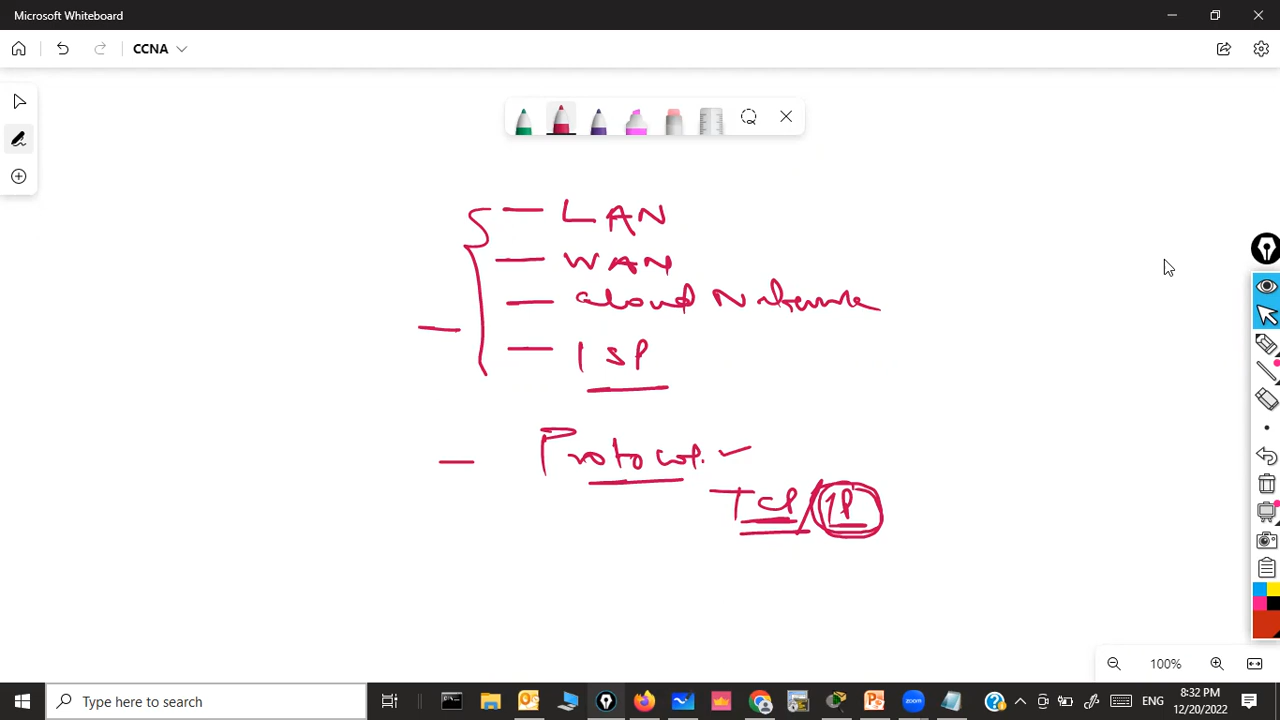 Microsoft Whiteboard
CCNA
— LAN
— WAN
— Cloud Network
— ISP
— Protocol. ✓
TCP/IP
100%
Type here to search
zoom
ENG
8:32 PM
12/20/2022